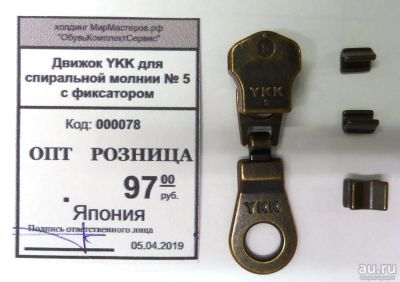 холдинг МирМастеров.рф
"ОбувьКомплектСервис"
Движок YKK для
спиральной молнии № 5
с фиксатором
Код: 000078
ОПТ РОЗНИЦА
97 00
руб.
Япония
Подпись ответственного лица
05.04.2019
YKK
5
YKK
au.ru